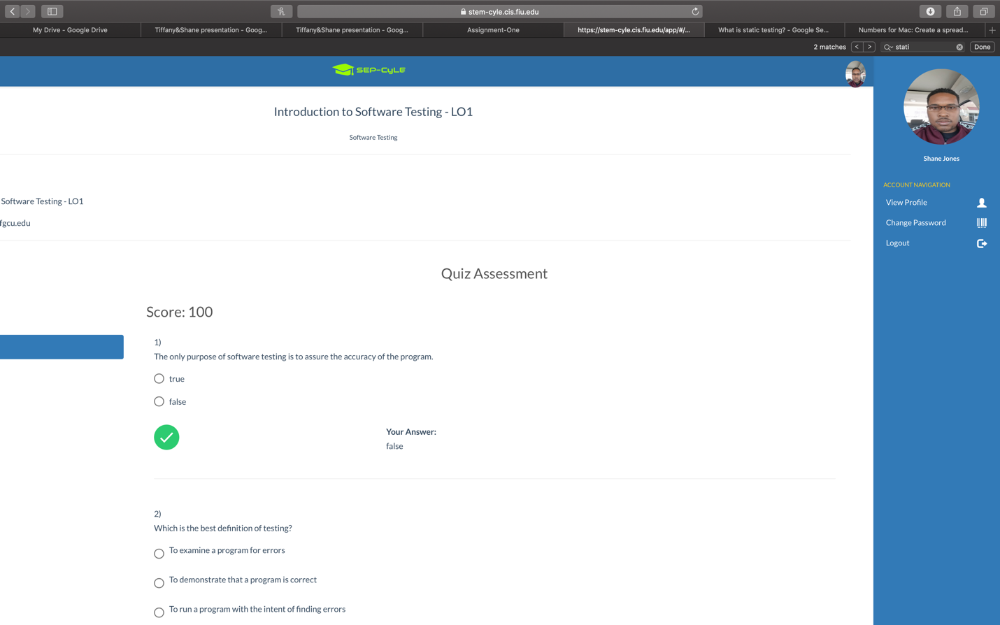 stem-cyle.cis.fiu.edu
My Drive - Google Drive
Tiffany&Shane presentation - Goog...
Tiffany&Shane presentation - Goog...
Assignment-One
https://stem-cyle.cis.fiu.edu/app/#/...
What is static testing? - Google Se...
Numbers for Mac: Create a spread...
2 matches
stati
Done
SEP-CyLE
Introduction to Software Testing - LO1
Software Testing
Software Testing - LO1
fgcu.edu
Shane Jones
ACCOUNT NAVIGATION
View Profile
Change Password
Logout
Quiz Assessment
Score: 100
1)
The only purpose of software testing is to assure the accuracy of the program.
true
false
Your Answer:
false
2)
Which is the best definition of testing?
To examine a program for errors
To demonstrate that a program is correct
To run a program with the intent of finding errors